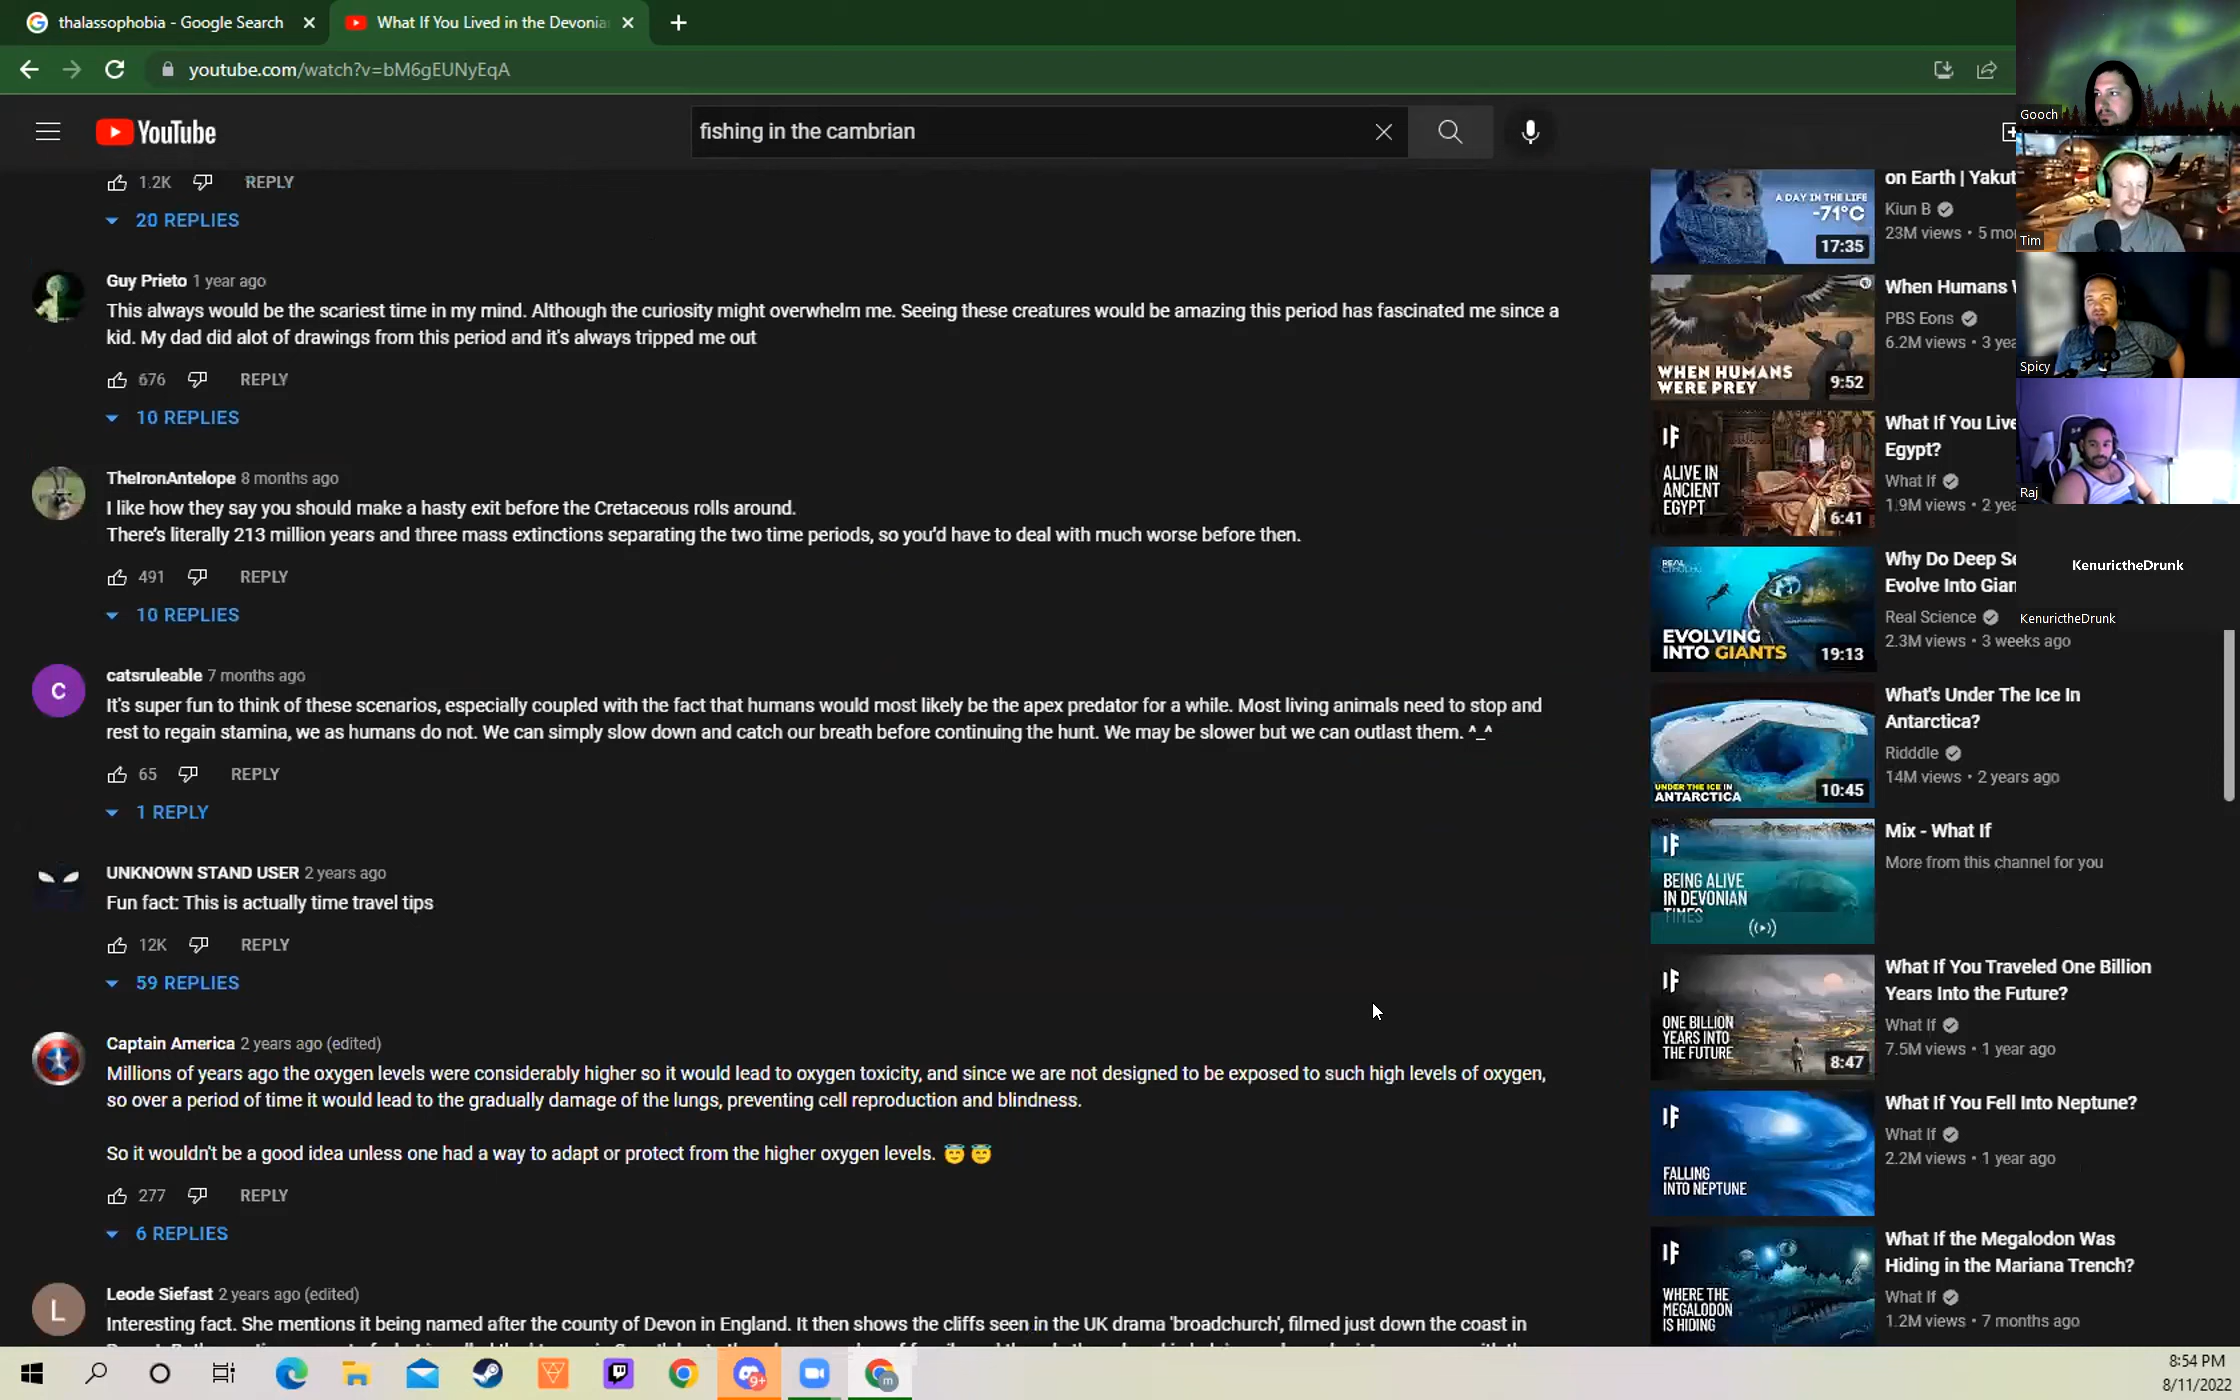 thalassophobia - Google Search
What If You Lived in the Devonia
youtube.com/watch?v=bM6gEUNyEqA
YouTube
fishing in the cambrian
1.2K REPLY
20 REPLIES
Guy Prieto 1 year ago
This always would be the scariest time in my mind. Although the curiosity might overwhelm me. Seeing these creatures would be amazing this period has fascinated me since a
kid. My dad did alot of drawings from this period and it's always tripped me out
676 REPLY
10 REPLIES
TheIronAntelope 8 months ago
I like how they say you should make a hasty exit before the Cretaceous rolls around.
There's literally 213 million years and three mass extinctions separating the two time periods, so you'd have to deal with much worse before then.
491 REPLY
10 REPLIES
C
catsruleable 7 months ago
It's super fun to think of these scenarios, especially coupled with the fact that humans would most likely be the apex predator for a while. Most living animals need to stop and
rest to regain stamina, we as humans do not. We can simply slow down and catch our breath before continuing the hunt. We may be slower but we can outlast them. ^_^
65 REPLY
1 REPLY
UNKNOWN STAND USER 2 years ago
Fun fact: This is actually time travel tips
12K REPLY
59 REPLIES
Captain America 2 years ago (edited)
Millions of years ago the oxygen levels were considerably higher so it would lead to oxygen toxicity, and since we are not designed to be exposed to such high levels of oxygen,
so over a period of time it would lead to the gradually damage of the lungs, preventing cell reproduction and blindness.
So it wouldn't be a good idea unless one had a way to adapt or protect from the higher oxygen levels. 😇 😇
277 REPLY
6 REPLIES
L
Leode Siefast 2 years ago (edited)
Interesting fact. She mentions it being named after the county of Devon in England. It then shows the cliffs seen in the UK drama 'broadchurch', filmed just down the coast in
A DAY IN THE LIFE
-71°C
17:35
on Earth | Yakut
Kiun B
23M views • 5 mo
WHEN HUMANS
WERE PREY
9:52
When Humans
PBS Eons
6.2M views • 3 yea
IF
ALIVE IN
ANCIENT
EGYPT
6:41
What If You Live
Egypt?
What If
1.9M views • 2 yea
REAL
CTHULHU
EVOLVING
INTO GIANTS
19:13
Why Do Deep Se
Evolve Into Gian
Real Science
2.3M views • 3 weeks ago
UNDER THE ICE IN
ANTARCTICA
10:45
What's Under The Ice In
Antarctica?
Riddle
14M views • 2 years ago
IF
BEING ALIVE
IN DEVONIAN
TIMES
Mix - What If
More from this channel for you
IF
ONE BILLION
YEARS INTO
THE FUTURE
8:47
What If You Traveled One Billion
Years Into the Future?
What If
7.5M views • 1 year ago
IF
FALLING
INTO NEPTUNE
What If You Fell Into Neptune?
What If
2.2M views • 1 year ago
IF
WHERE THE
MEGALODON
IS HIDING
What If the Megalodon Was
Hiding in the Mariana Trench?
What If
1.2M views • 7 months ago
Gooch
Tim
Spicy
Raj
KenurictheDrunk
KenurictheDrunk
9+
m
8:54 PM
8/11/2022